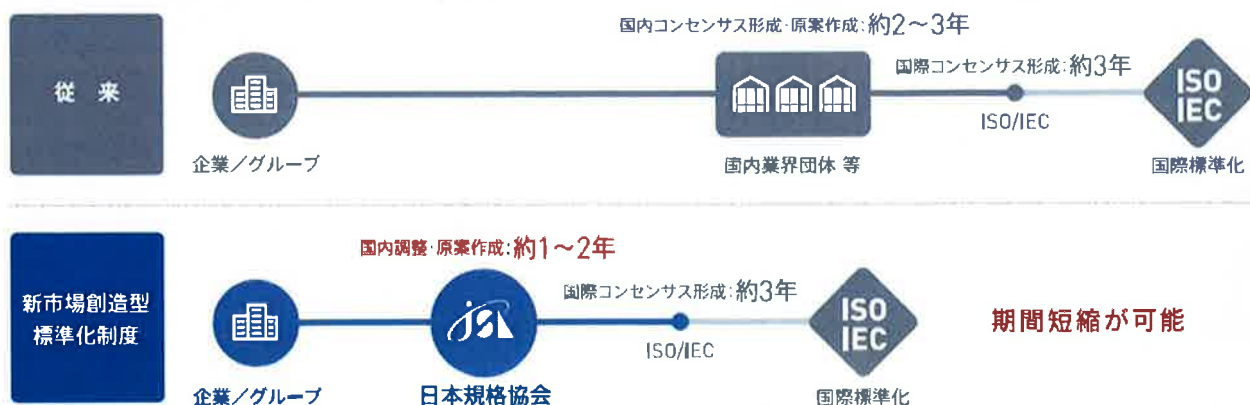 国内コンセンサス形成・原案作成:約2～3年
従 来
国際コンセンサス形成:約3年
ISO
IEC
ISO/IEC
企業／グループ
国内業界団体 等
国際標準化
国内調整・原案作成:約1～2年
新市場創造型
標準化制度
jsa
国際コンセンサス形成:約3年
ISO
IEC
期間短縮が可能
ISO/IEC
企業／グループ
日本規格協会
国際標準化